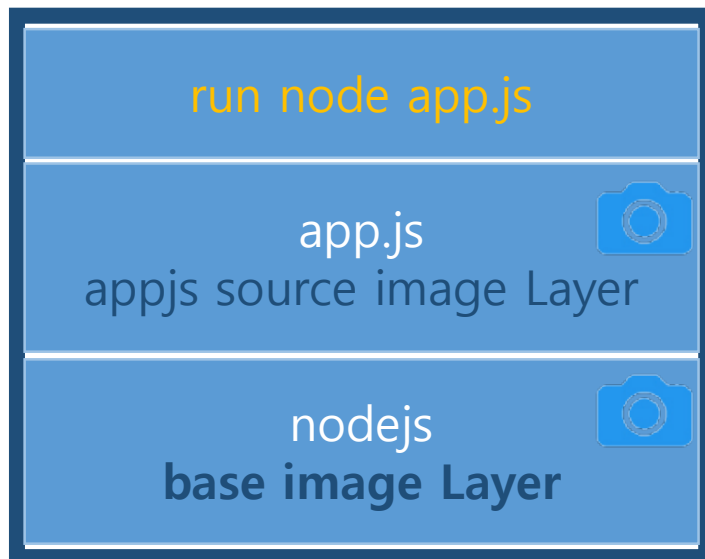 run node app.js
app.js
appjs source image Layer
nodejs
base image Layer